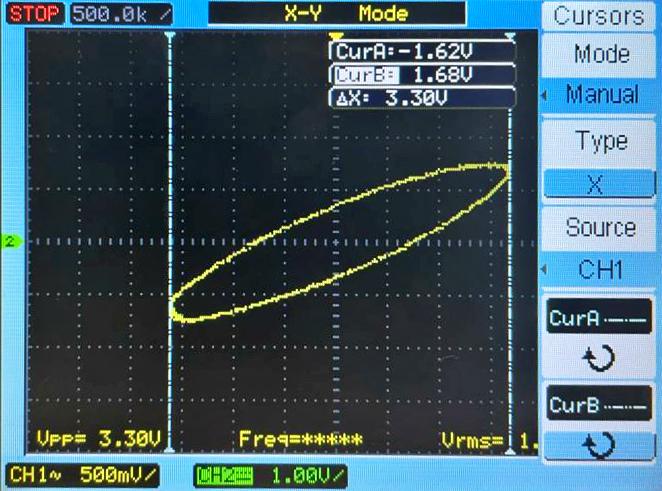 STOP 500.0k X-Y Mode
CurA:-1.62V
CurB: 1.68V
ΔX: 3.30V
Cursors
Mode
Manual
Type
X
Source
CH1
CurA
CurB
2
Vpp= 3.30V Freq=***** Vrms= 1.
CH1~ 500mV/ 1.00V/